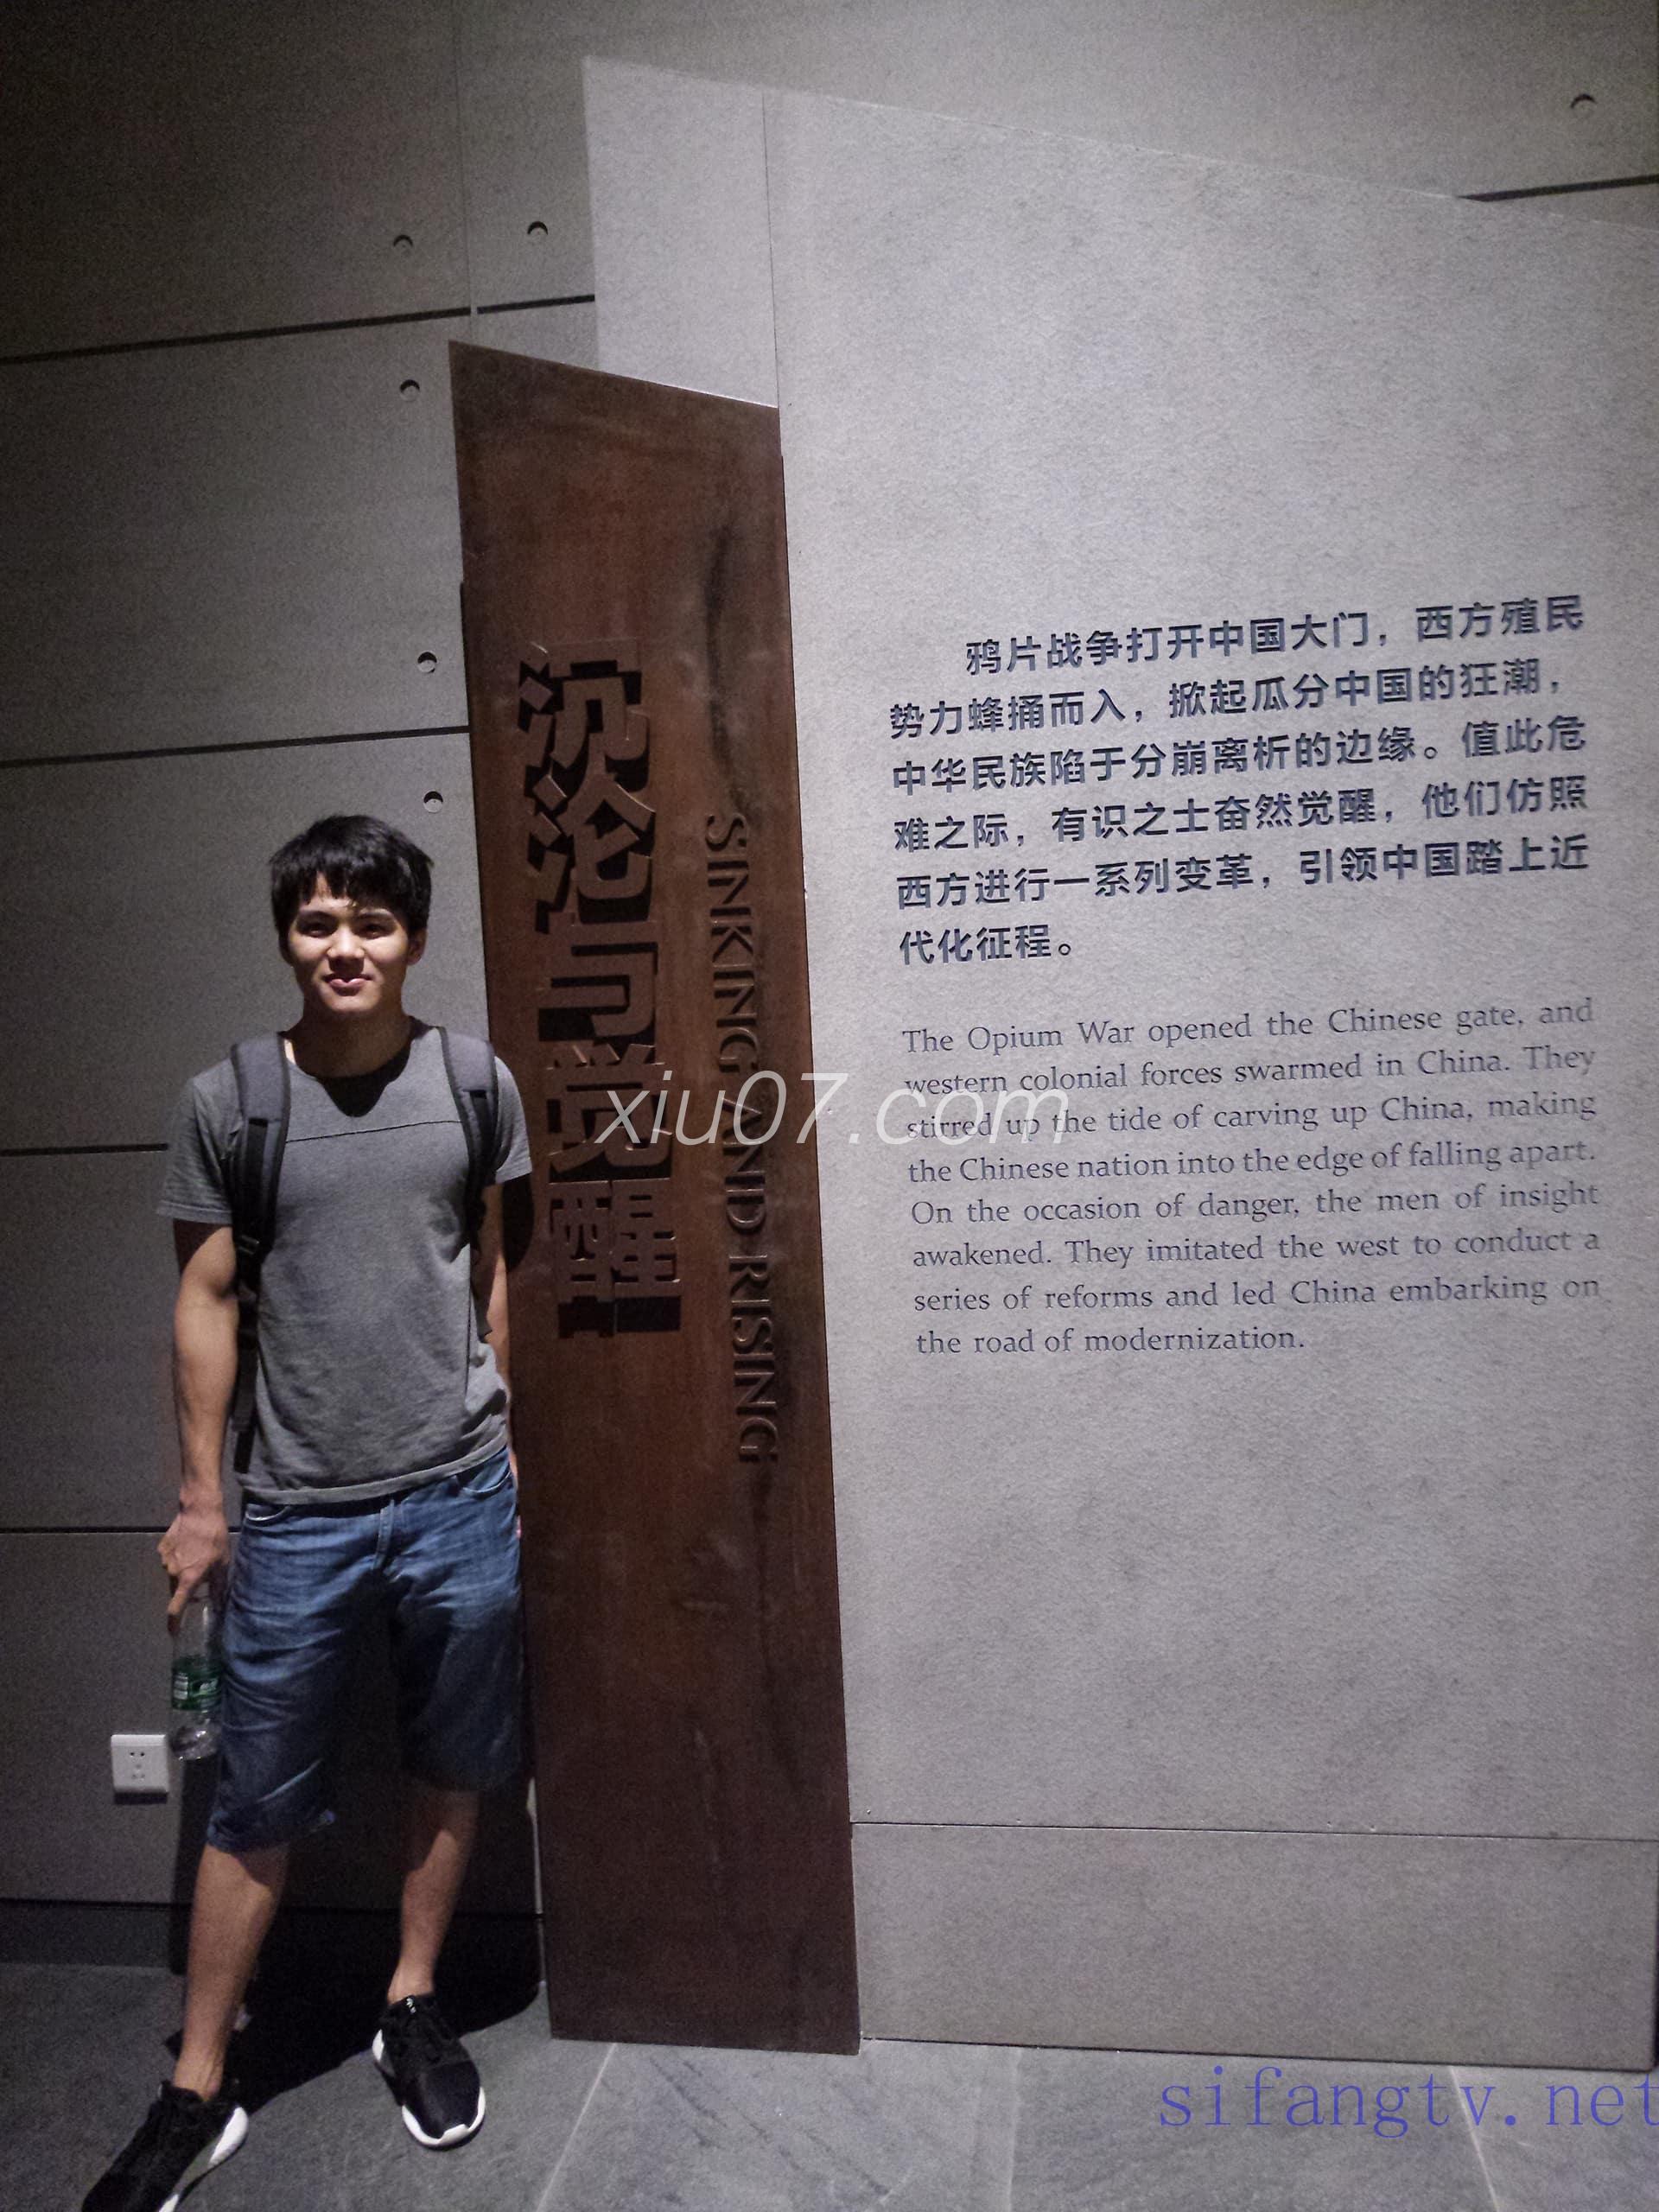 沉沦与觉醒
SINKING AND RISING
鸦片战争打开中国大门，西方殖民
势力蜂捅而入，掀起瓜分中国的狂潮，
中华民族陷于分崩离析的边缘。值此危
难之际，有识之士奋然觉醒，他们仿照
西方进行一系列变革，引领中国踏上近
代化征程。
The Opium War opened the Chinese gate, and
western colonial forces swarmed in China. They
stirred up the tide of carving up China, making
the Chinese nation into the edge of falling apart.
On the occasion of danger, the men of insight
awakened. They imitated the west to conduct a
series of reforms and led China embarking on
the road of modernization.
xiu07.com
sifangtv.net